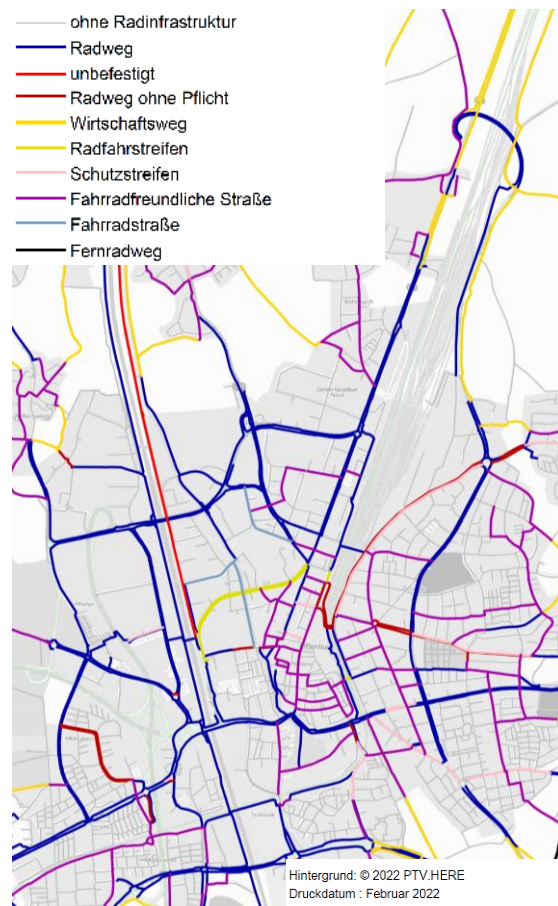 ohne Radinfrastruktur
Radweg
unbefestigt
Radweg ohne Pflicht
Wirtschaftsweg
Radfahrstreifen
Schutzstreifen
Fahrradfreundliche Straße
Fahrradstraße
Fernradweg
Hintergrund: © 2022 PTV.HERE
Druckdatum : Februar 2022